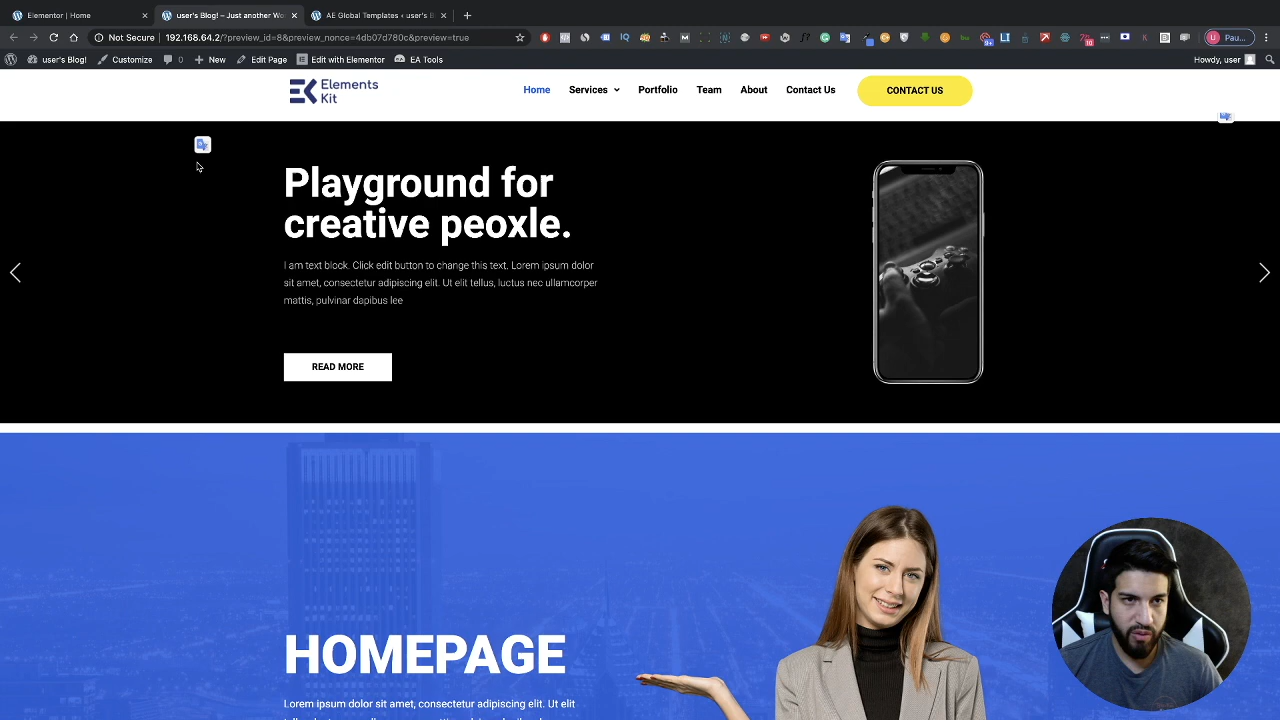 Elementor | Home
user's Blog! – Just another Wo
AE Global Templates ‹ user's B
Not Secure
192.168.64.2/?preview_id=8&preview_nonce=4db07d780c&preview=true
Pau...
user's Blog!
Customize
0
New
Edit Page
Edit with Elementor
EA Tools
Howdy, user
Elements
Kit
Home
Services
Portfolio
Team
About
Contact Us
CONTACT US
Playground for
creative peoxle.
I am text block. Click edit button to change this text. Lorem ipsum dolor
sit amet, consectetur adipiscing elit. Ut elit tellus, luctus nec ullamcorper
mattis, pulvinar dapibus lee
READ MORE
HOMEPAGE
Lorem ipsum dolor sit amet, consectetur adipiscing elit. Ut elit